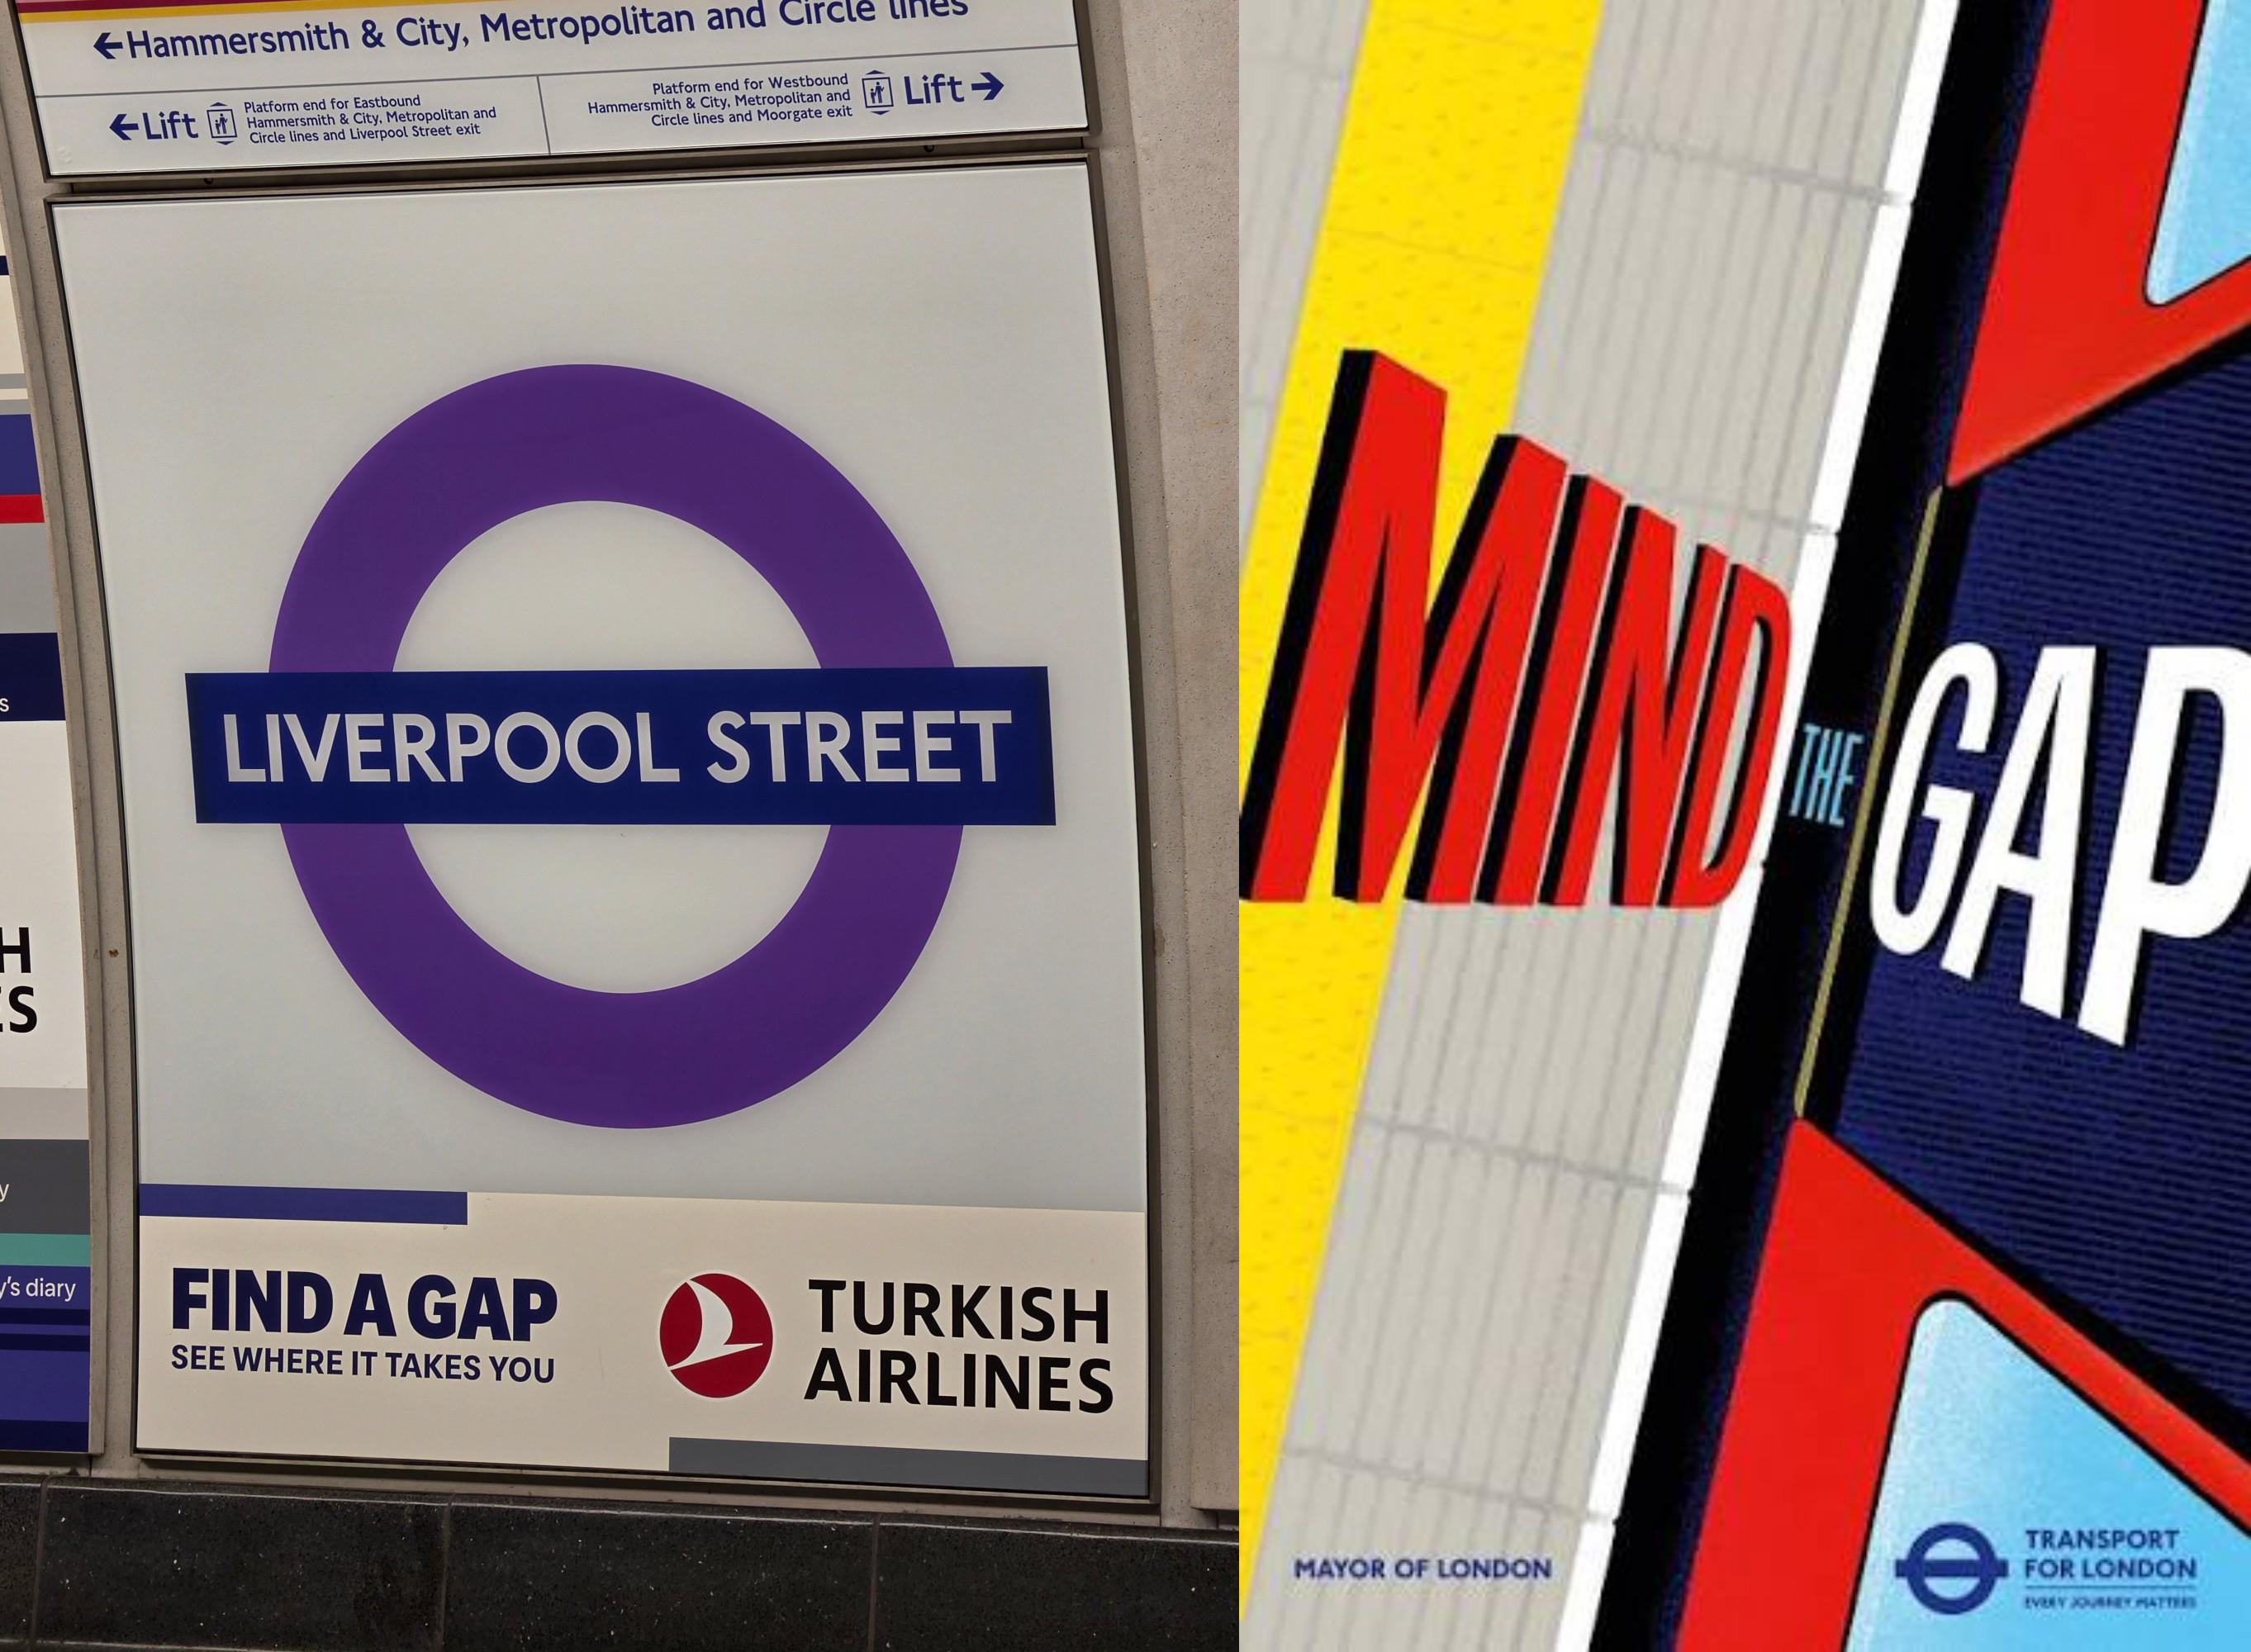 ←Hammersmith & City, Metropolitan and Circle lines
←Lift
Platform end for Eastbound
Hammersmith & City, Metropolitan and
Circle lines and Liverpool Street exit
Platform end for Westbound
Hammersmith & City, Metropolitan and
Circle lines and Moorgate exit
Lift→
LIVERPOOL STREET
FIND A GAP
SEE WHERE IT TAKES YOU
TURKISH
AIRLINES
y's diary
MIND
THE
GAP
MAYOR OF LONDON
TRANSPORT
FOR LONDON
EVERY JOURNEY MATTERS